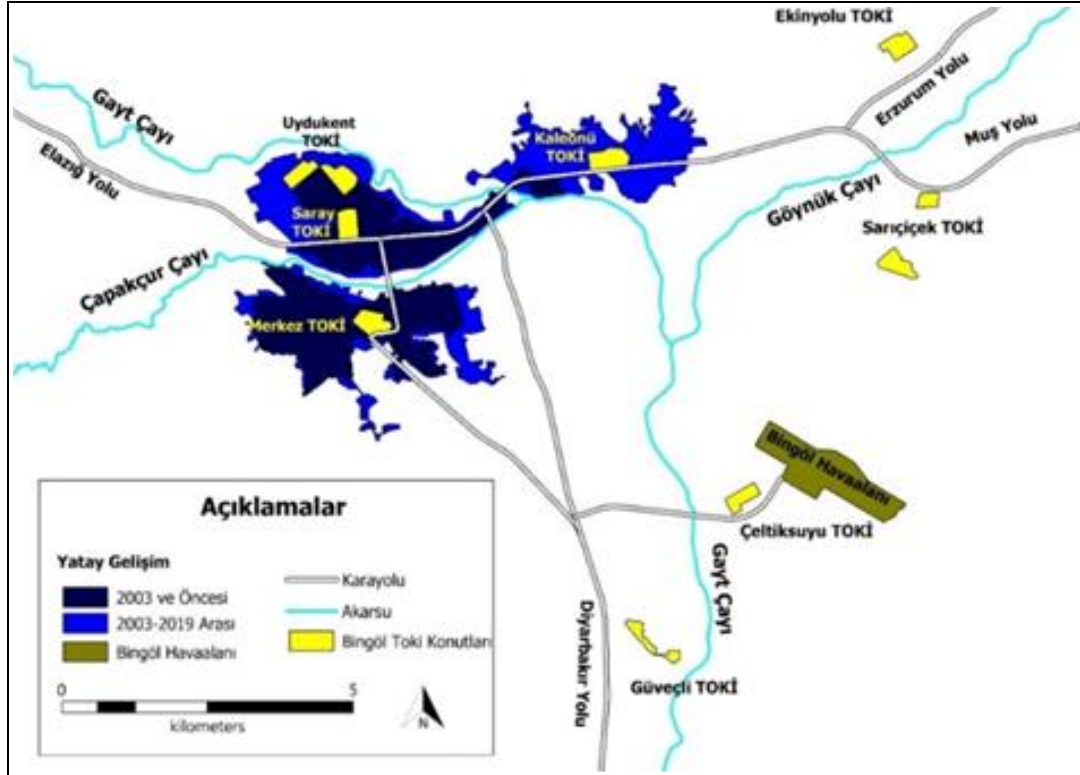 Ekinyolu TOKİ
Gayt Çayı
Erzurum Yolu
Uydukent
TOKİ
Muş Yolu
Kaleönü
TOKİ
Elazığ Yolu
Göynük Çayı
Saray
TOKİ
Sarıçiçek TOKİ
Çapakçur Çayı
Merkez TOKİ
Bingöl Havaalanı
Çeltiksuyu TOKİ
Gayt Çayı
Diyarbakır Yolu
Güveçli TOKİ
Açıklamalar
Yatay Gelişim
2003 ve Öncesi
2003-2019 Arası
Bingöl Havaalanı
Karayolu
Akarsu
Bingöl Toki Konutları
0 5
kilometers
N